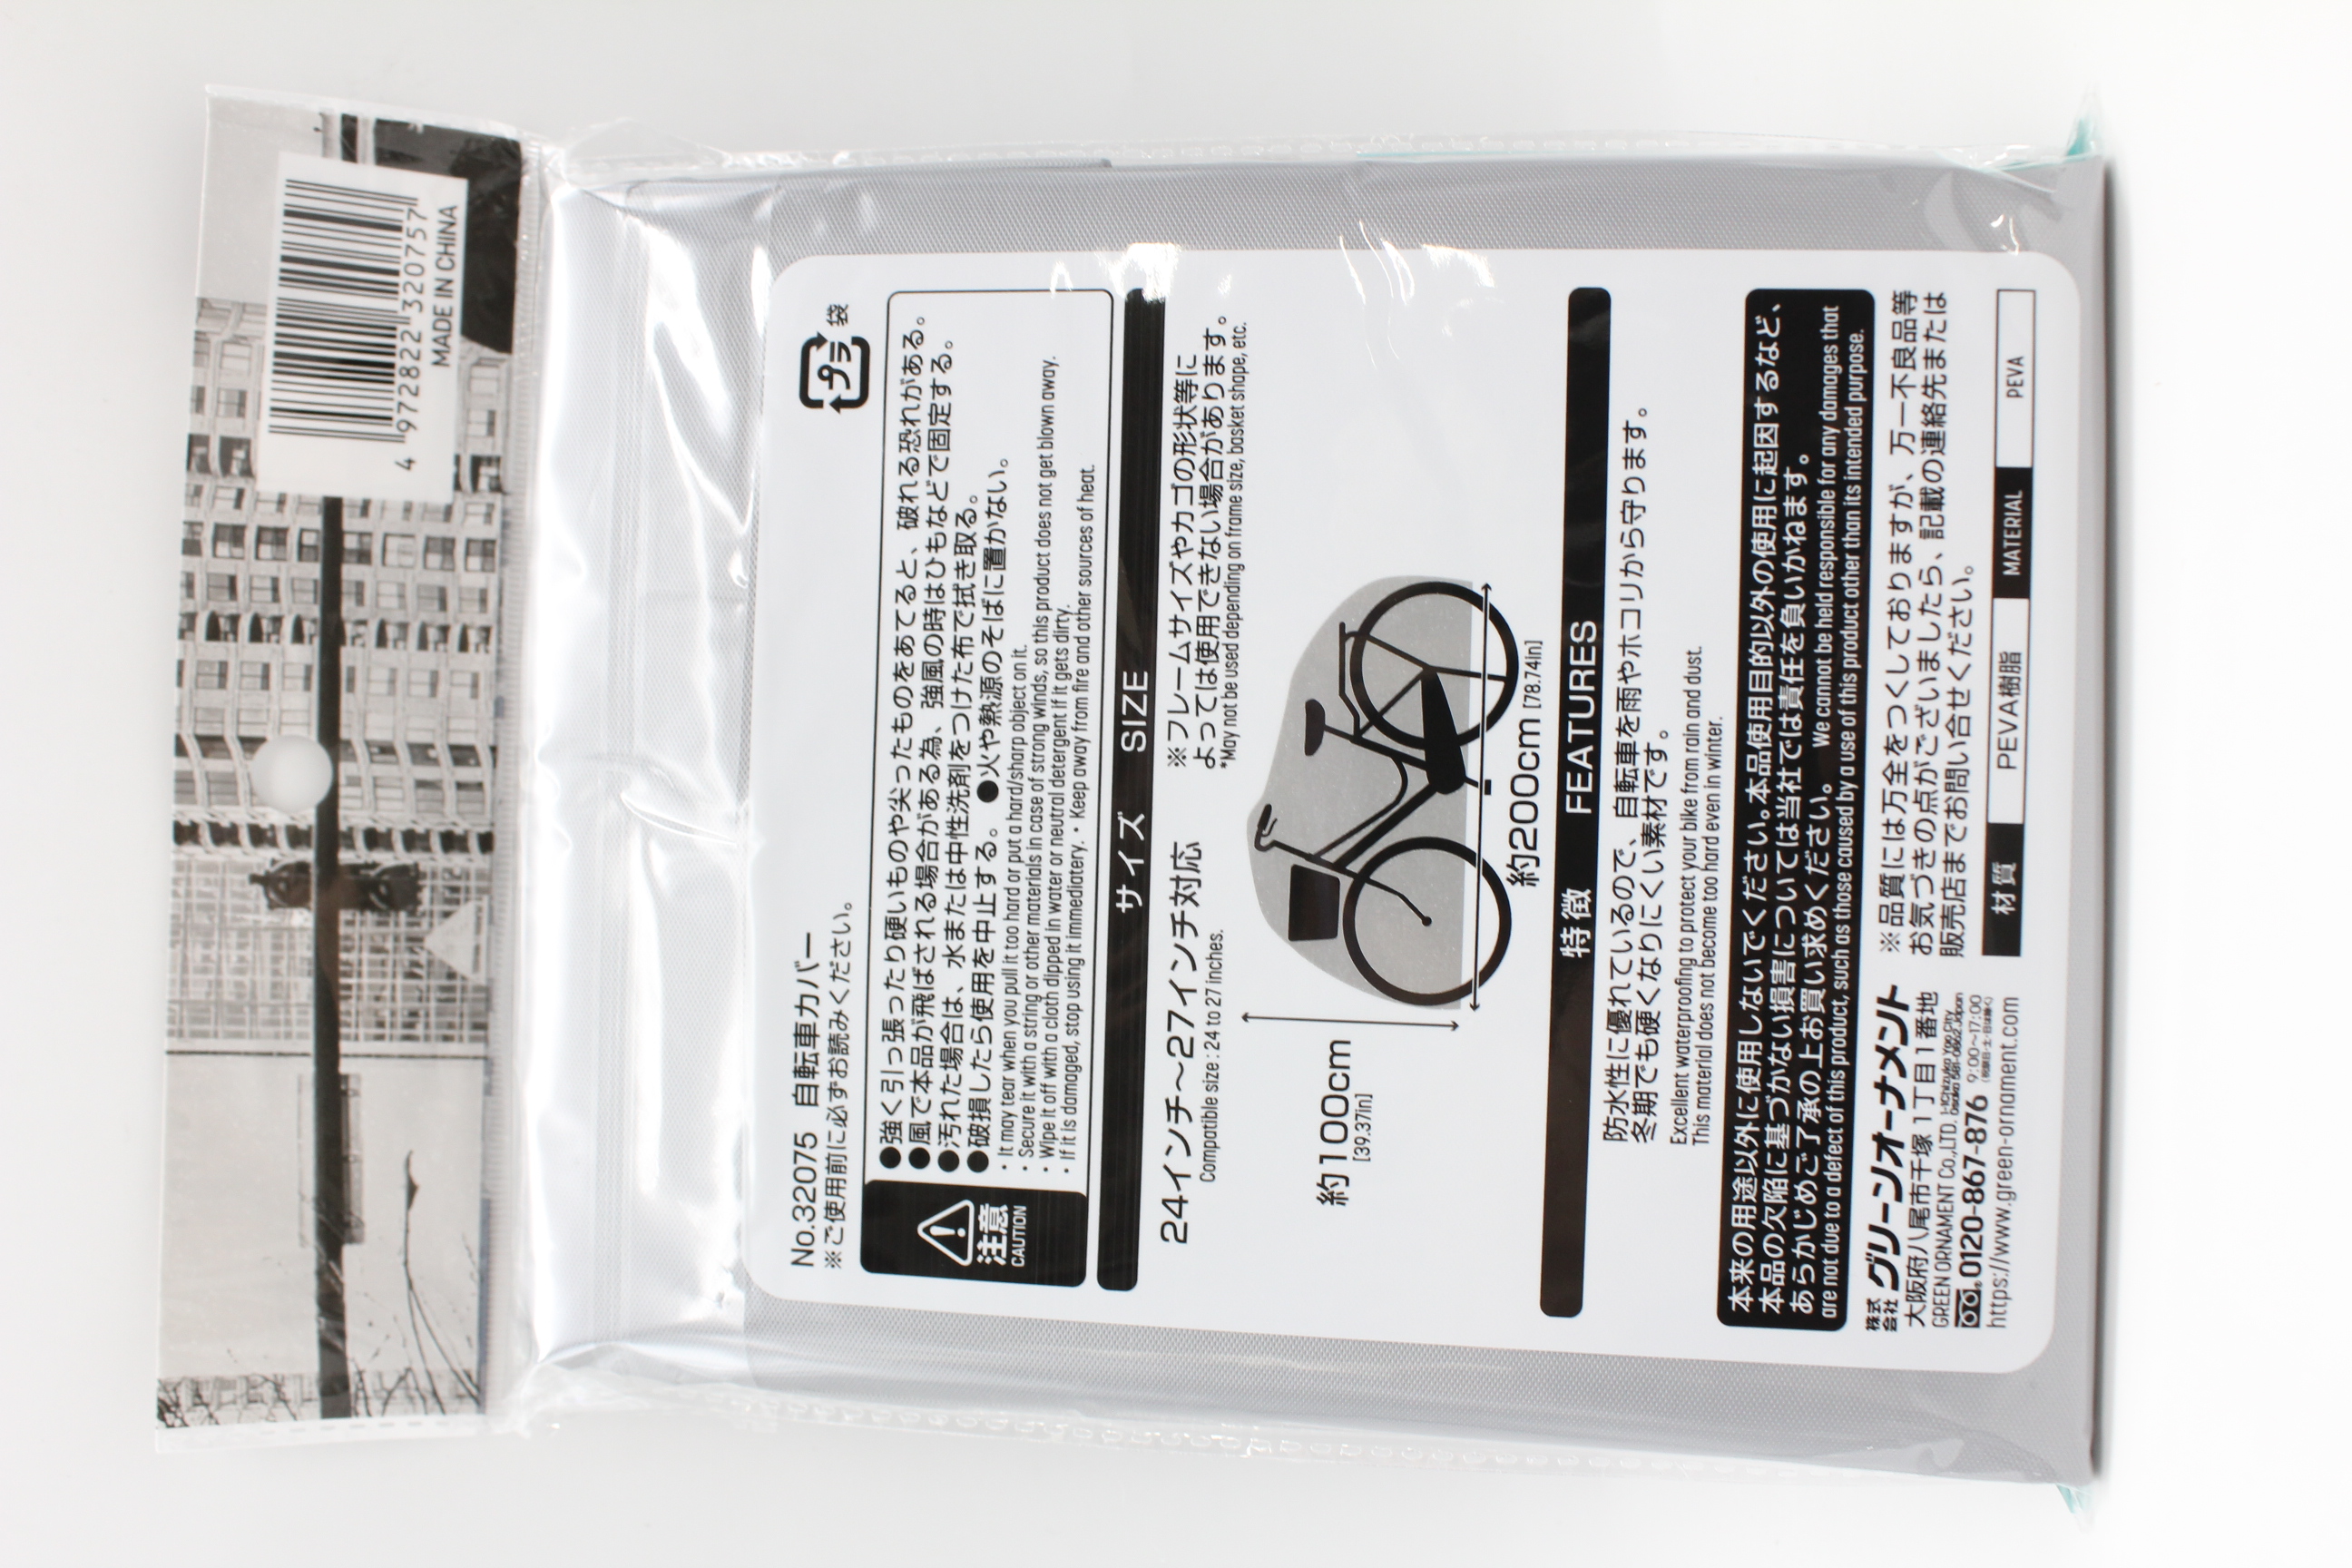 4 972822 320757
MADE IN CHINA
No.32075 自転車カバー
※ご使用前に必ずお読みください。
プラ
袋
注意
CAUTION
●強く引っ張ったり硬いものや尖ったものをあてると、破れる恐れがある。
●風で本品が飛ばされる場合がある為、強風の時はひもなどで固定する。
●汚れた場合は、水または中性洗剤をつけた布で拭き取る。
●破損したら使用を中止する。 ●火や熱源のそばに置かない。
・It may tear when you pull it too hard or put a hard/sharp object on it.
・Secure it with a string or other materials in case of strong winds, so this product does not get blown away.
・Wipe it off with a cloth dipped in water or neutral detergent if it gets dirty.
・If it is damaged, stop using it immediatery. ・Keep away from fire and other sources of heat.
サイズ SIZE
24インチ～27インチ対応
Compatible size : 24 to 27 inches.
※フレームサイズやカゴの形状等に
よっては使用できない場合があります。
*May not be used depending on frame size, basket shape, etc.
約100cm
[39.37in]
約200cm [78.74in]
特徴 FEATURES
防水性に優れているので、自転車を雨やホコリから守ります。
冬期でも硬くなりにくい素材です。
Excellent waterproofing to protect your bike from rain and dust.
This material does not become too hard even in winter.
本来の用途以外に使用しないでください。本品使用目的以外の使用に起因するなど、
本品の欠陥に基づかない損害については当社では責任を負いかねます。
あらかじめご了承の上お買い求めください。 We cannot be held responsible for any damages that
are not due to a defect of this product, such as those caused by a use of this product other than its intended purpose.
株式会社 グリーンオーナメント
大阪府八尾市千塚1丁目1番地
GREEN ORNAMENT Co.,LTD. 1-1Chizuka Yao City
Osaka 581-0862 Japan
0120-867-876 9:00～17:00
(祝祭日・土・日は除く)
https://www.green-ornament.com
※品質には万全をつくしておりますが、万一不良品等
お気づきの点がございましたら、記載の連絡先または
販売店までお問い合せください。
材質 PEVA樹脂 MATERIAL PEVA